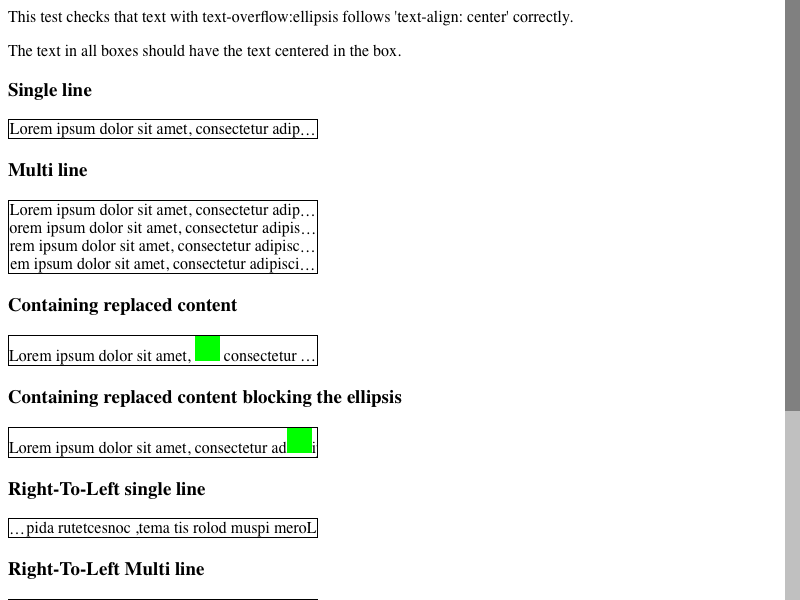 This test checks that text with text-overflow:ellipsis follows 'text-align: center' correctly.
The text in all boxes should have the text centered in the box.
Single line
Lorem ipsum dolor sit amet, consectetur adip…
Multi line
Lorem ipsum dolor sit amet, consectetur adip…
orem ipsum dolor sit amet, consectetur adipis…
rem ipsum dolor sit amet, consectetur adipisc…
em ipsum dolor sit amet, consectetur adipisci…
Containing replaced content
Lorem ipsum dolor sit amet, consectetur …
Containing replaced content blocking the ellipsis
Lorem ipsum dolor sit amet, consectetur ad i
Right-To-Left single line
…pida rutetcesnoc ,tema tis rolod muspi meroL
Right-To-Left Multi line